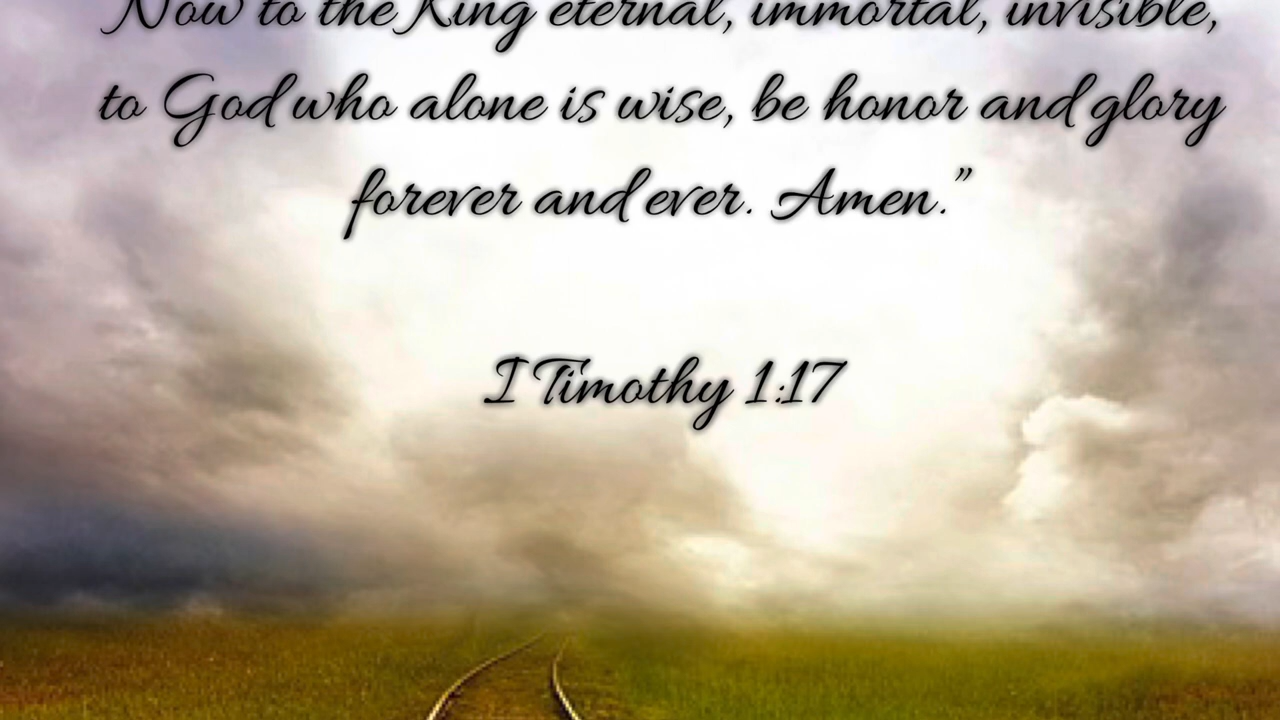 Now to the King eternal, immortal, invisible,
to God who alone is wise, be honor and glory
forever and ever. Amen.”
I Timothy 1:17